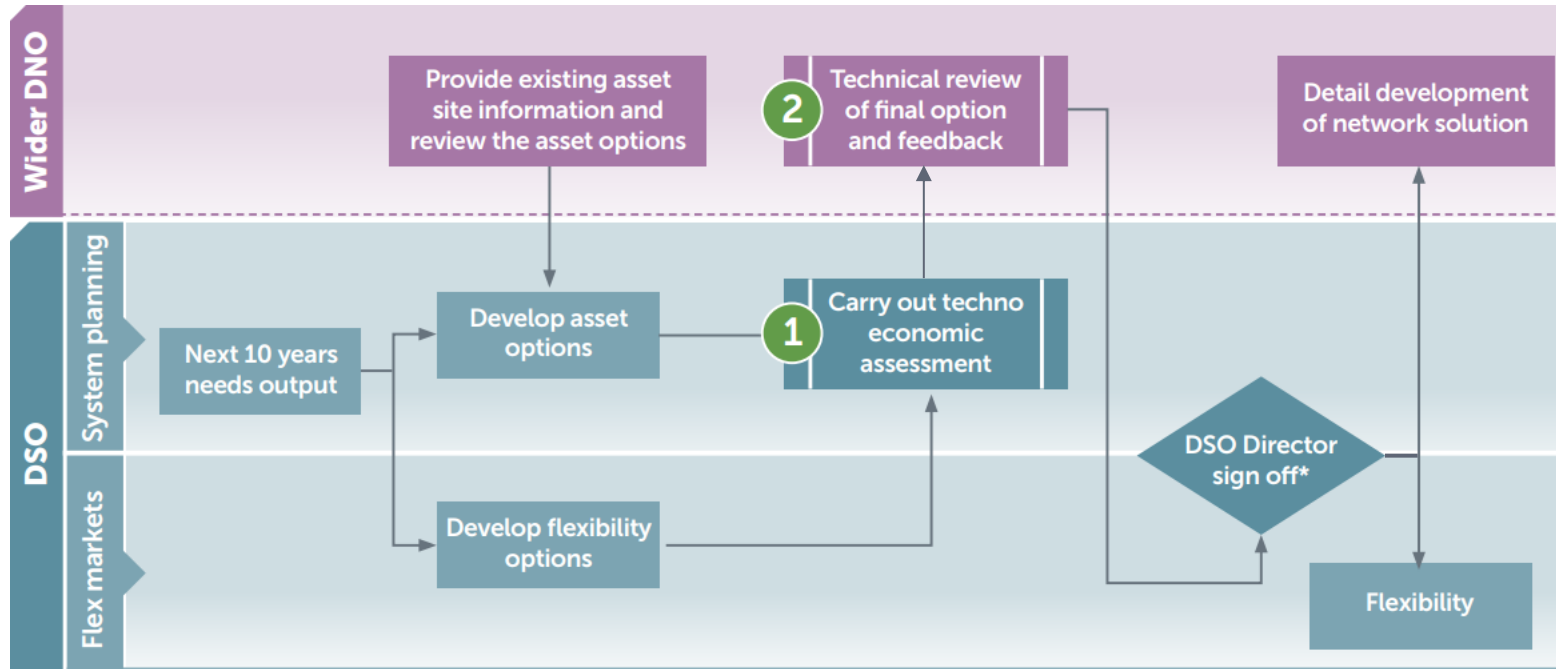 Wider DNO
Provide existing asset
site information and
review the asset options
2
Technical review
of final option
and feedback
Detail development
of network solution
DSO
System planning
Next 10 years
needs output
Develop asset
options
1
Carry out techno
economic
assessment
DSO Director
sign off*
Flex markets
Develop flexibility
options
Flexibility